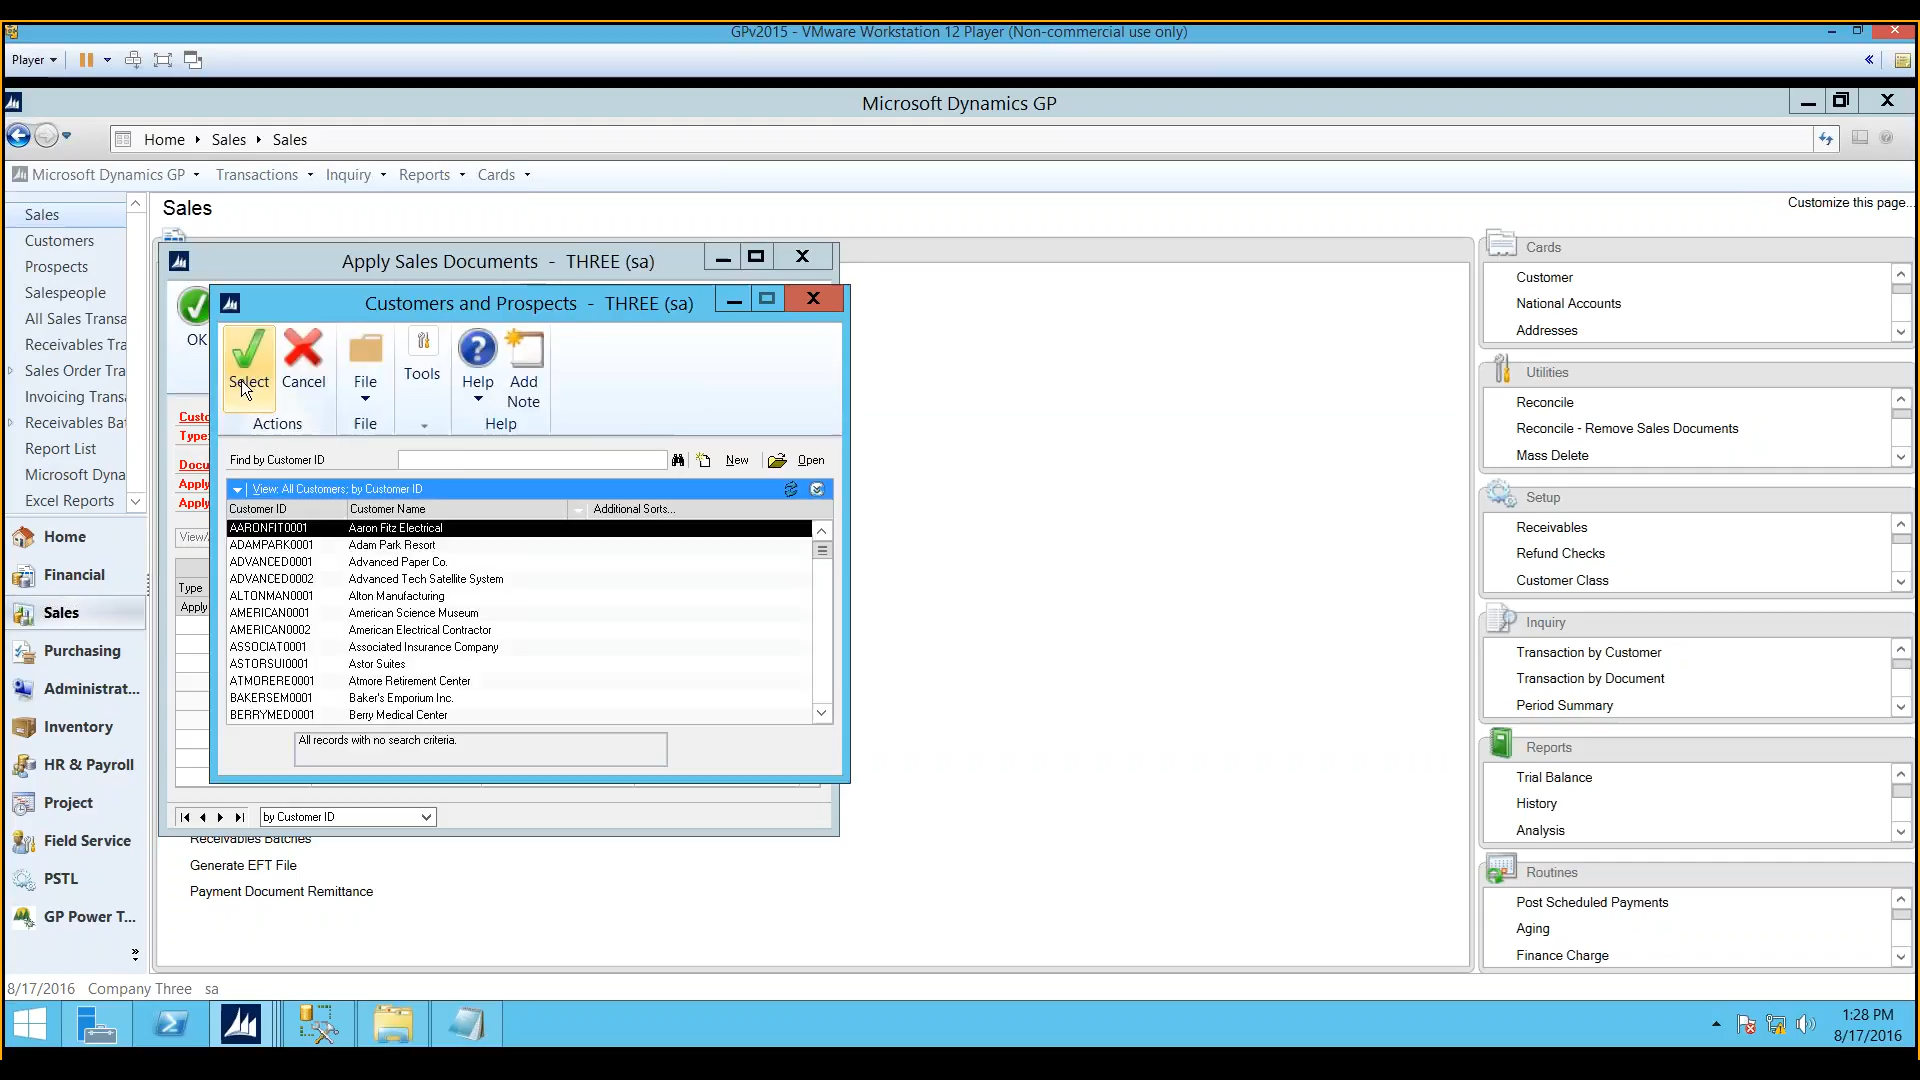 GPv2015 - VMware Workstation 12 Player (Non-commercial use only)
Player
Microsoft Dynamics GP
Home Sales Sales
Microsoft Dynamics GP Transactions Inquiry Reports Cards
Sales
Customers
Prospects
Salespeople
All Sales Transa
Receivables Tra
Sales Order Tra
Invoicing Transa
Receivables Bat
Report List
Microsoft Dyna
Excel Reports
Home
Financial
Sales
Purchasing
Administrat...
Inventory
HR & Payroll
Project
Field Service
PSTL
GP Power T...
Sales
Customize this page...
Apply Sales Documents - THREE (sa)
OK
Custo
Type:
Docu
Apply
Apply
View/
Type
Apply
by Customer ID
Customers and Prospects - THREE (sa)
Select Cancel File Tools Help Add Note
Actions File Help
Find by Customer ID New Open
View: All Customers; by Customer ID
Customer ID Customer Name Additional Sorts...
AARONFIT0001 Aaron Fitz Electrical
ADAMPARK0001 Adam Park Resort
ADVANCED0001 Advanced Paper Co.
ADVANCED0002 Advanced Tech Satellite System
ALTONMAN0001 Alton Manufacturing
AMERICAN0001 American Science Museum
AMERICAN0002 American Electrical Contractor
ASSOCIAT0001 Associated Insurance Company
ASTORSUI0001 Astor Suites
ATMORERE0001 Atmore Retirement Center
BAKERSEM0001 Baker's Emporium Inc.
BERRYMED0001 Berry Medical Center
All records with no search criteria.
Receivables Batches
Generate EFT File
Payment Document Remittance
Cards
Customer
National Accounts
Addresses
Utilities
Reconcile
Reconcile - Remove Sales Documents
Mass Delete
Setup
Receivables
Refund Checks
Customer Class
Inquiry
Transaction by Customer
Transaction by Document
Period Summary
Reports
Trial Balance
History
Analysis
Routines
Post Scheduled Payments
Aging
Finance Charge
8/17/2016 Company Three sa
1:28 PM
8/17/2016